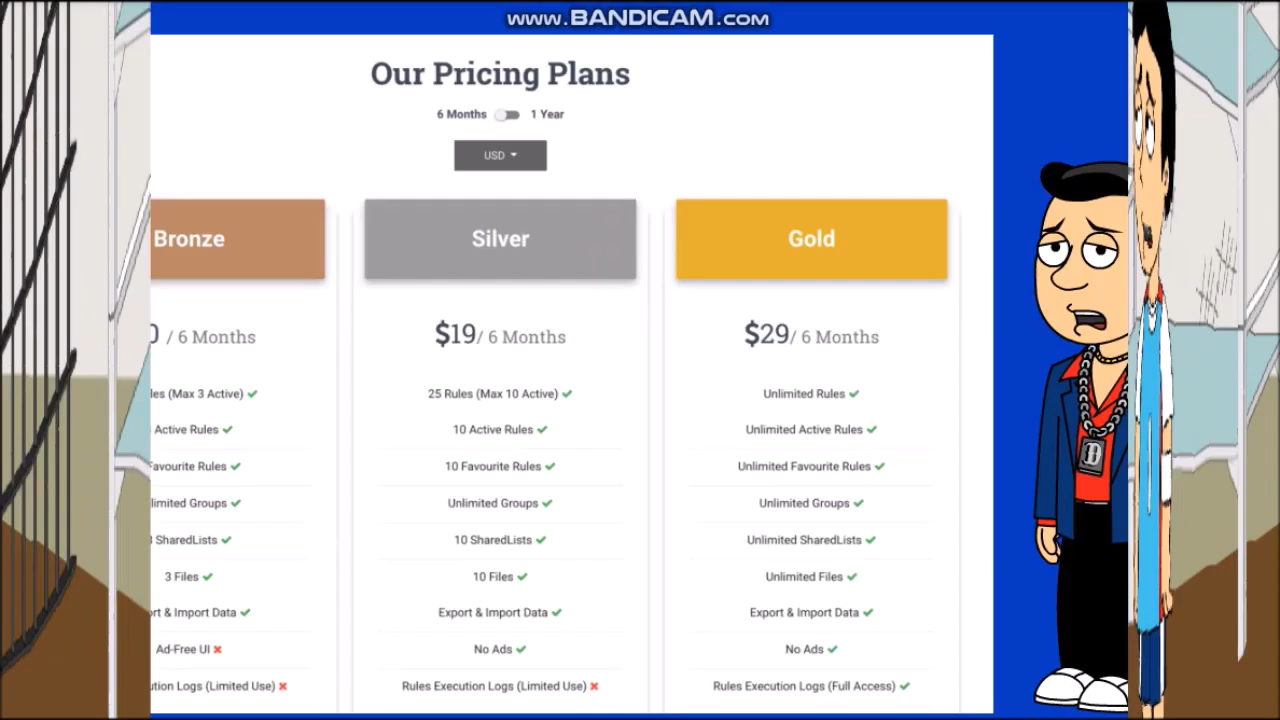 www.BANDICAM.com
Our Pricing Plans
6 Months 1 Year
USD
Bronze Silver Gold
/ 6 Months $19/ 6 Months $29/ 6 Months
(Max 3 Active) 25 Rules (Max 10 Active) Unlimited Rules
Active Rules 10 Active Rules Unlimited Active Rules
Favourite Rules 10 Favourite Rules Unlimited Favourite Rules
Groups Unlimited Groups Unlimited Groups
SharedLists 10 SharedLists Unlimited SharedLists
3 Files 10 Files Unlimited Files
& Import Data Export & Import Data Export & Import Data
Ad-Free UI No Ads No Ads
Logs (Limited Use) Rules Execution Logs (Limited Use) Rules Execution Logs (Full Access)
D